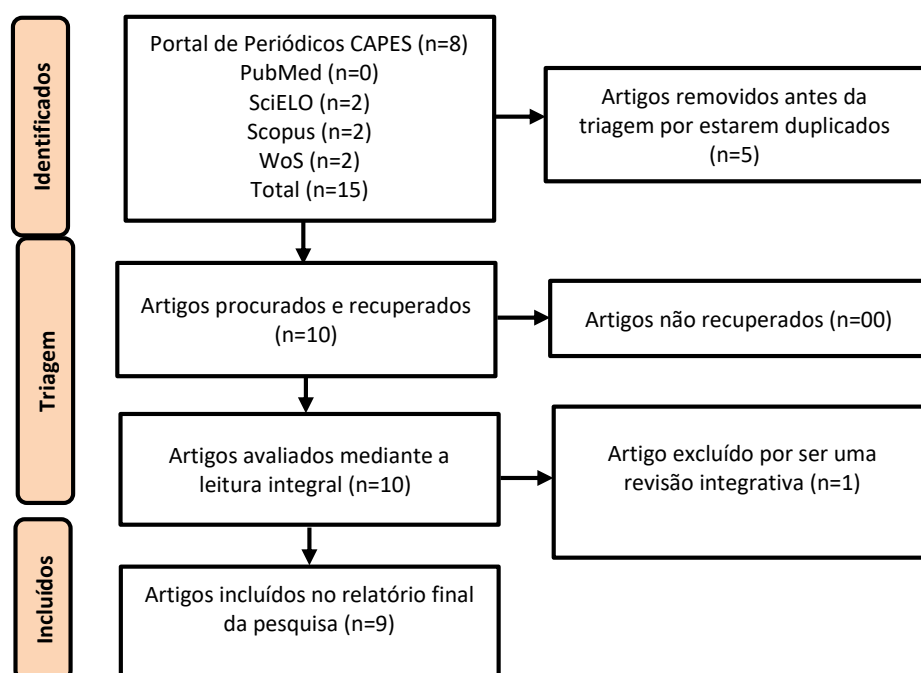 Identificados
Portal de Periódicos CAPES (n=8)
PubMed (n=0)
SciELO (n=2)
Scopus (n=2)
WoS (n=2)
Total (n=15)
Artigos removidos antes da
triagem por estarem duplicados
(n=5)
Triagem
Artigos procurados e recuperados
(n=10)
Artigos não recuperados (n=00)
Artigos avaliados mediante a
leitura integral (n=10)
Artigo excluído por ser uma
revisão integrativa (n=1)
Incluídos
Artigos incluídos no relatório final
da pesquisa (n=9)